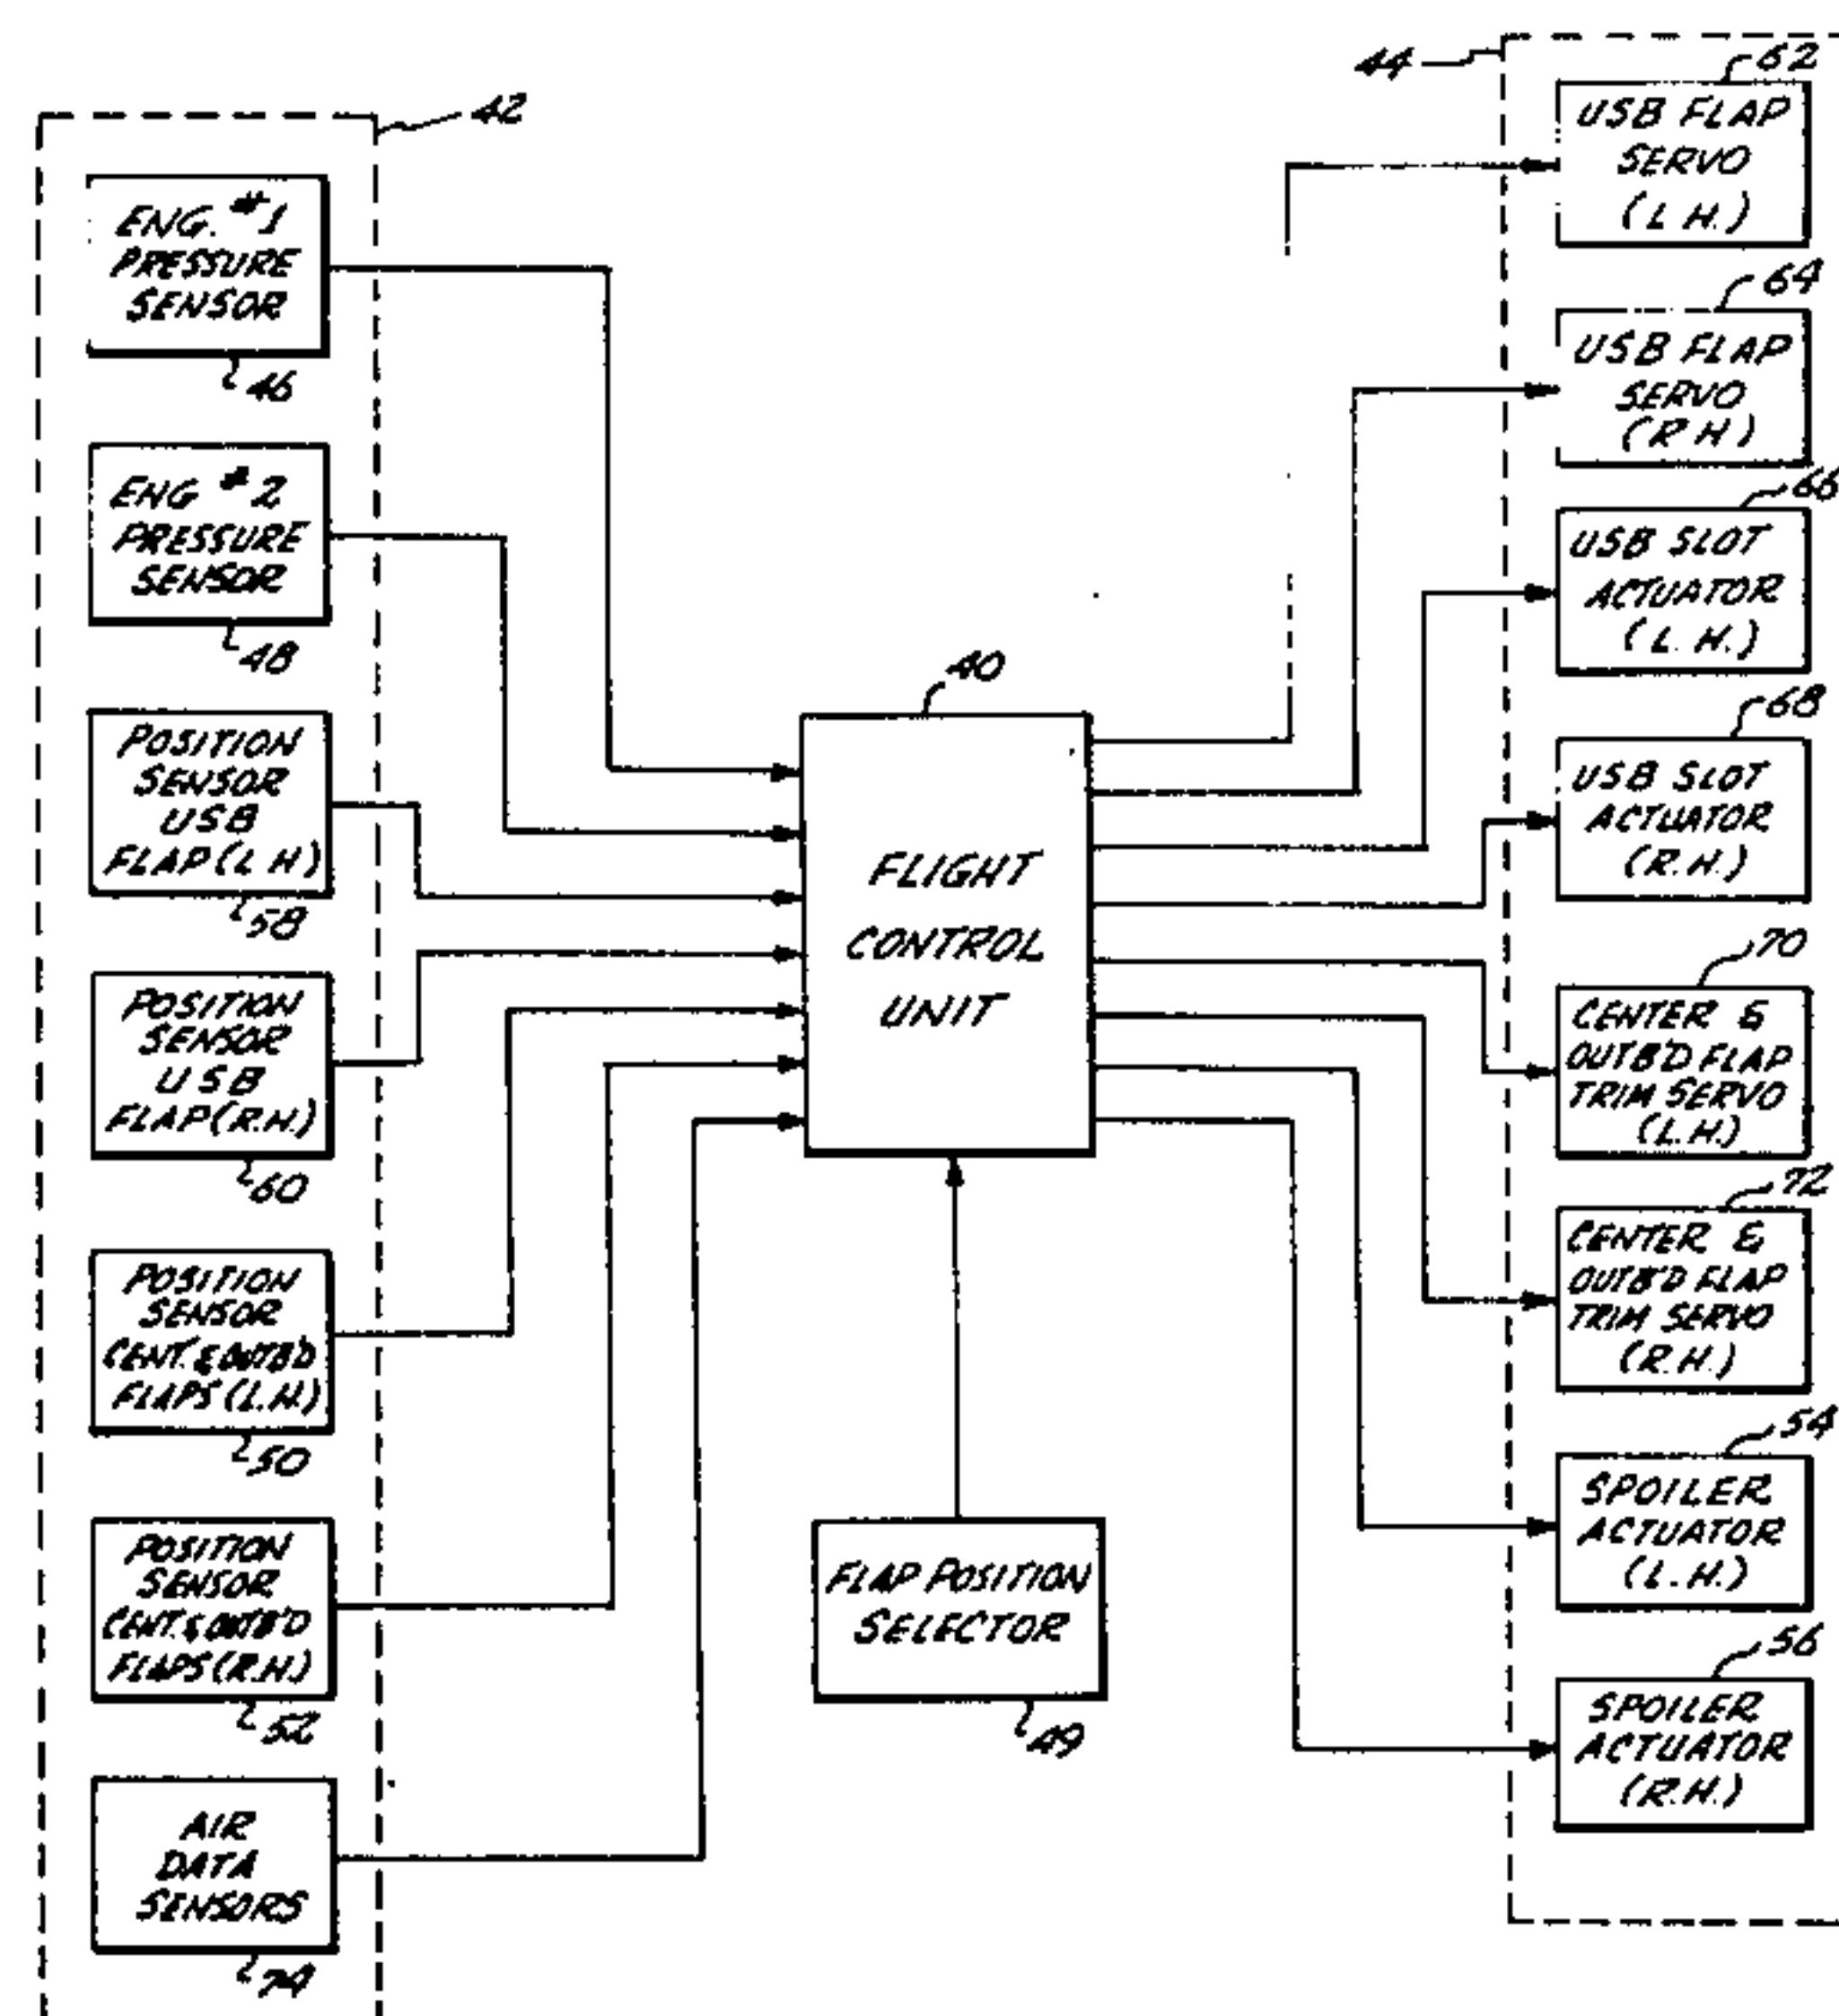 42
ENG. #1
PRESSURE
SENSOR
46
ENG #2
PRESSURE
SENSOR
48
POSITION
SENSOR
USB
FLAP (L H)
58
POSITION
SENSOR
USB
FLAP (R.H.)
60
POSITION
SENSOR
CENT. & OUTB'D
FLAPS (L.H.)
50
POSITION
SENSOR
CENT. & OUTB'D
FLAPS (R.H.)
52
AIR
DATA
SENSORS
74
40
FLIGHT
CONTROL
UNIT
FLAP POSITION
SELECTOR
49
44
62
USB FLAP
SERVO
(L H.)
64
USB FLAP
SERVO
(R H)
66
USB SLOT
ACTUATOR
(L. H.)
68
USB SLOT
ACTUATOR
(R.H.)
70
CENTER &
OUTB'D FLAP
TRIM SERVO
(L.H.)
72
CENTER &
OUTB'D FLAP
TRIM SERVO
(R.H.)
54
SPOILER
ACTUATOR
(L.H.)
56
SPOILER
ACTUATOR
(R.H.)